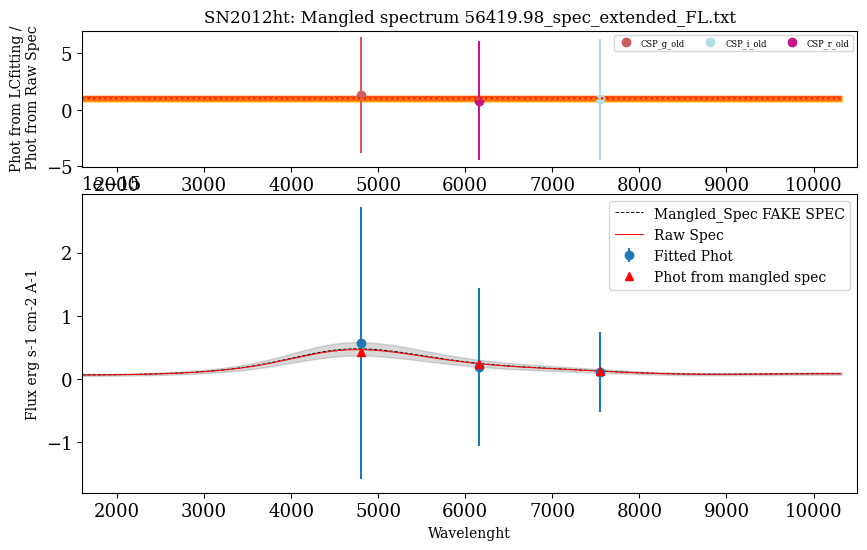 SN2012ht: Mangled spectrum 56419.98_spec_extended_FL.txt
Phot from LCfitting /
Phot from Raw Spec
5
0
−5
CSP_g_old CSP_i_old CSP_r_old
2000 3000 4000 5000 6000 7000 8000 9000 10000
1e−15
Flux erg s-1 cm-2 A-1
2
1
0
−1
Mangled_Spec FAKE SPEC
Raw Spec
Fitted Phot
Phot from mangled spec
2000 3000 4000 5000 6000 7000 8000 9000 10000
Wavelenght